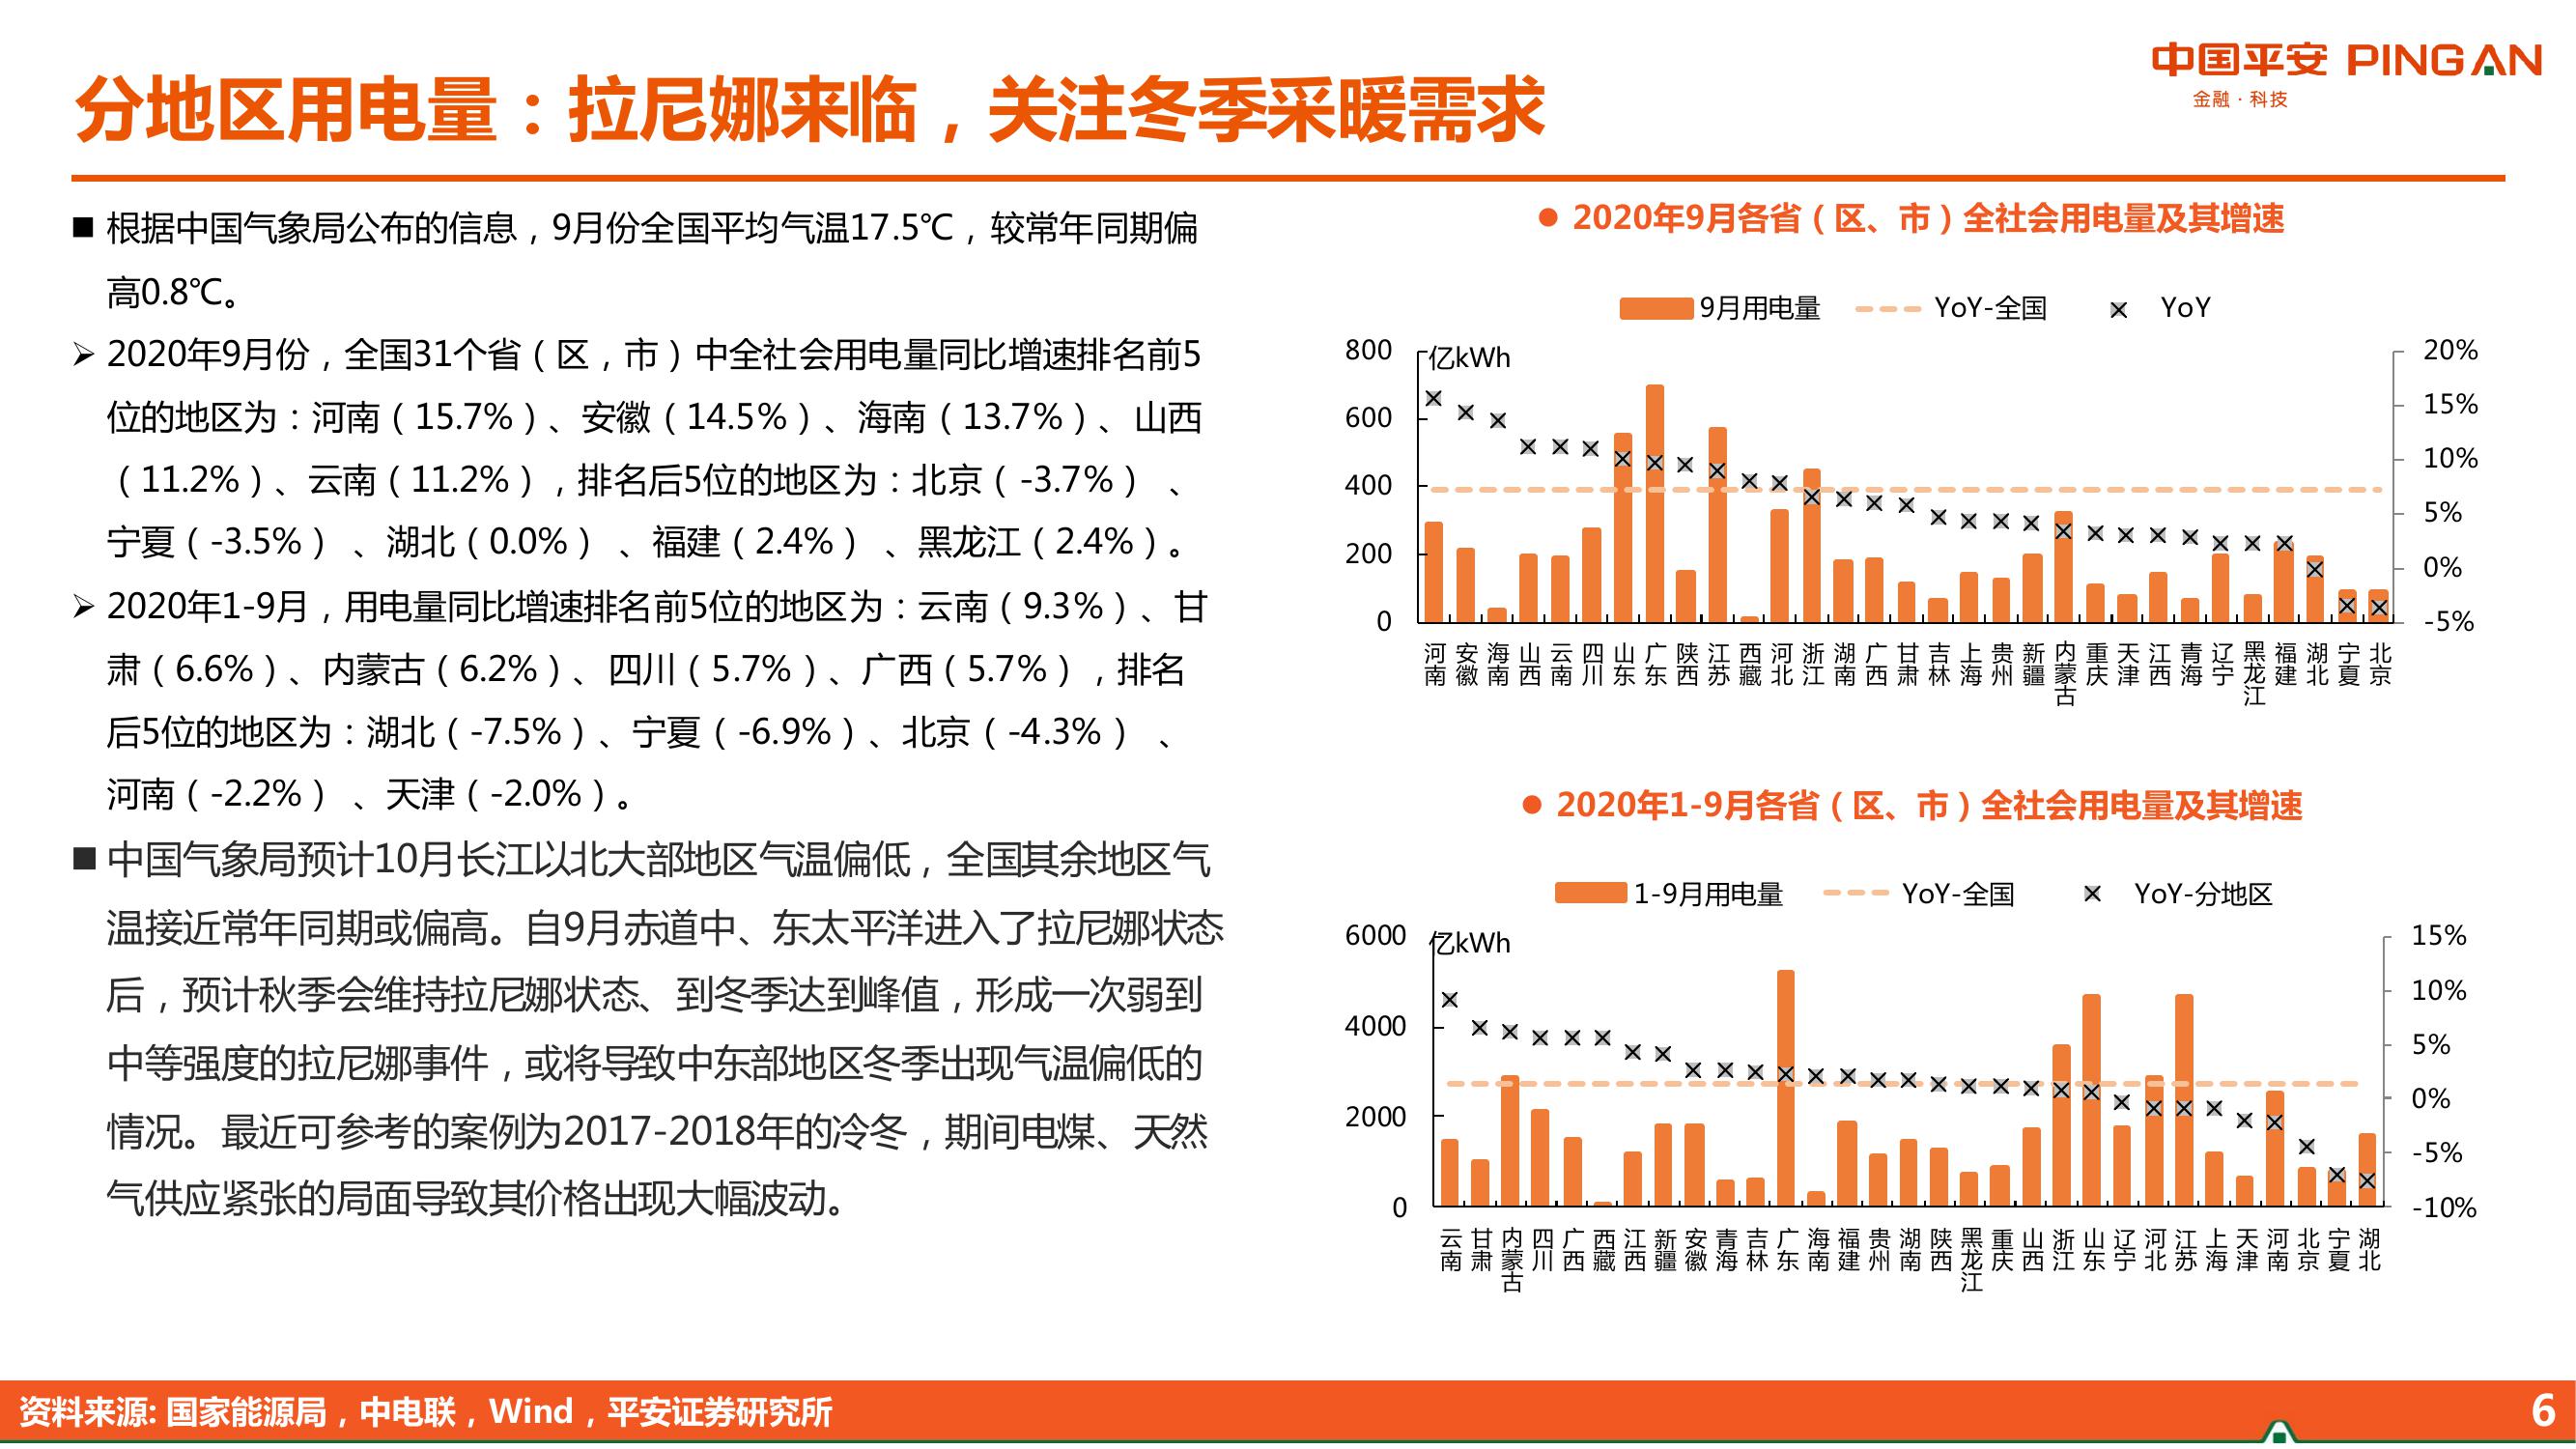 中国平安 PINGAN
金融·科技
分地区用电量：拉尼娜来临，关注冬季采暖需求
■ 根据中国气象局公布的信息，9月份全国平均气温17.5℃，较常年同期偏
高0.8℃。
➢ 2020年9月份，全国31个省（区，市）中全社会用电量同比增速排名前5
位的地区为：河南（15.7%）、安徽（14.5%）、海南（13.7%）、山西
（11.2%）、云南（11.2%），排名后5位的地区为：北京（-3.7%） 、
宁夏（-3.5%） 、湖北（0.0%） 、福建（2.4%） 、黑龙江（2.4%）。
➢ 2020年1-9月，用电量同比增速排名前5位的地区为：云南（9.3%）、甘
肃（6.6%）、内蒙古（6.2%）、四川（5.7%）、广西（5.7%），排名
后5位的地区为：湖北（-7.5%）、宁夏（-6.9%）、北京（-4.3%） 、
河南（-2.2%） 、天津（-2.0%）。
■ 中国气象局预计10月长江以北大部地区气温偏低，全国其余地区气
温接近常年同期或偏高。自9月赤道中、东太平洋进入了拉尼娜状态
后，预计秋季会维持拉尼娜状态、到冬季达到峰值，形成一次弱到
中等强度的拉尼娜事件，或将导致中东部地区冬季出现气温偏低的
情况。最近可参考的案例为2017-2018年的冷冬，期间电煤、天然
气供应紧张的局面导致其价格出现大幅波动。
● 2020年9月各省（区、市）全社会用电量及其增速
9月用电量 YoY-全国 YoY
亿kWh
800
600
400
200
0
20%
15%
10%
5%
0%
-5%
河南 安徽 海南 山西 云南 四川 山东 广东 陕西 江苏 西藏 河北 浙江 湖南 广西 甘肃 吉林 上海 贵州 新疆 内蒙古 重庆 天津 江西 青海 辽宁 黑龙江 福建 湖北 宁夏 北京
● 2020年1-9月各省（区、市）全社会用电量及其增速
1-9月用电量 YoY-全国 YoY-分地区
亿kWh
6000
4000
2000
0
15%
10%
5%
0%
-5%
-10%
云南 甘肃 内蒙古 四川 广西 西藏 江西 新疆 安徽 青海 吉林 广东 海南 福建 贵州 湖南 陕西 黑龙江 重庆 山西 浙江 山东 辽宁 河北 江苏 上海 天津 河南 北京 宁夏 湖北
资料来源: 国家能源局，中电联，Wind，平安证券研究所
6